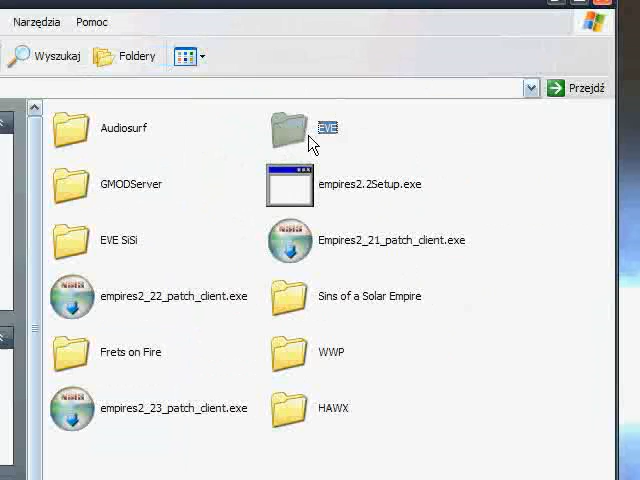 Narzędzia Pomoc
Wyszukaj Foldery
Przejdź
Audiosurf EVE
GMODServer empires2.2Setup.exe
EVE SiSi Empires2_21_patch_client.exe
empires2_22_patch_client.exe Sins of a Solar Empire
Frets on Fire WWP
empires2_23_patch_client.exe HAWX